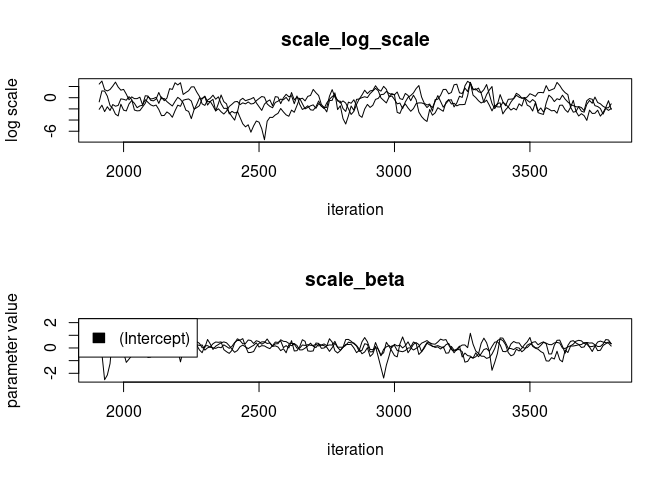 scale_log_scale
log scale
0
-6
2000 2500 3000 3500
iteration
scale_beta
parameter value
2
0
-2
(Intercept)
2000 2500 3000 3500
iteration